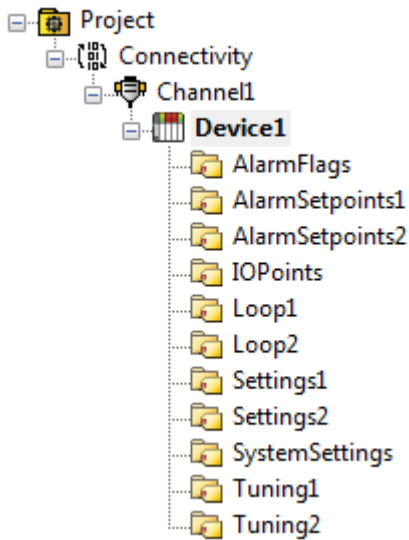 Project
Connectivity
Channel1
Device1
AlarmFlags
AlarmSetpoints1
AlarmSetpoints2
IOPoints
Loop1
Loop2
Settings1
Settings2
SystemSettings
Tuning1
Tuning2